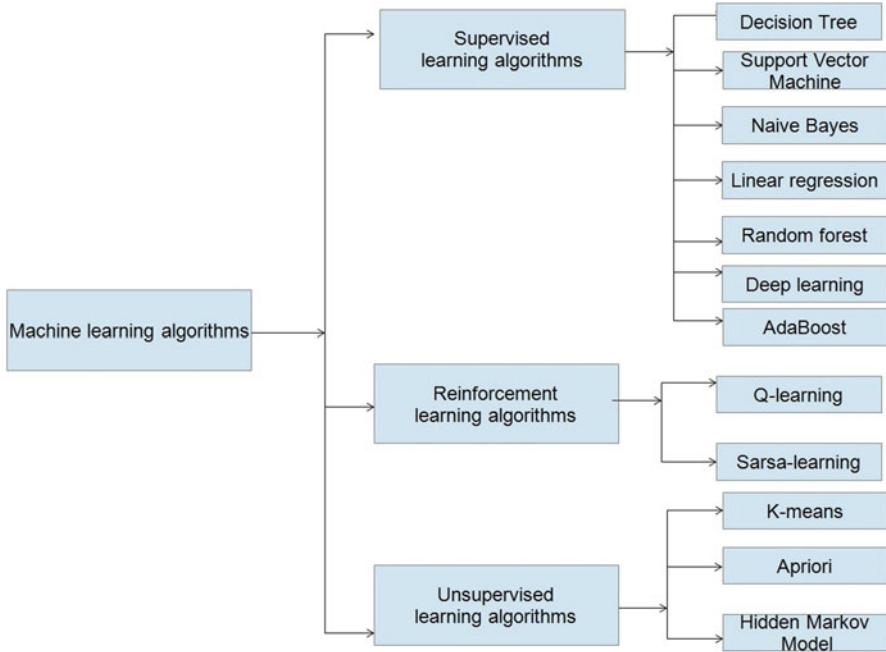 Machine learning algorithms
Supervised
learning algorithms
Decision Tree
Support Vector
Machine
Naive Bayes
Linear regression
Random forest
Deep learning
AdaBoost
Reinforcement
learning algorithms
Q-learning
Sarsa-learning
Unsupervised
learning algorithms
K-means
Apriori
Hidden Markov
Model